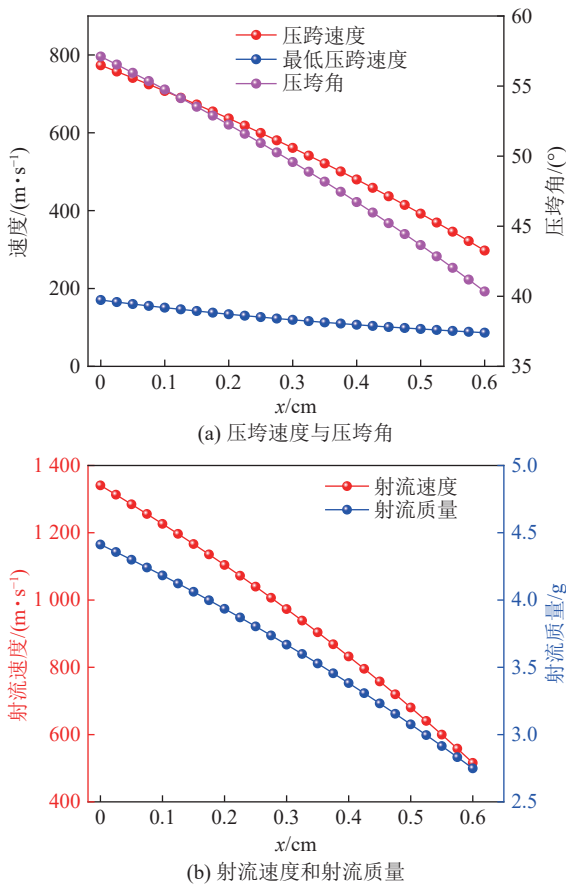 压跨速度
最低压跨速度
压垮角
速度/(m·s⁻¹)
800
600
400
200
0
压垮角/(°)
60
55
50
45
40
35
0 0.1 0.2 0.3 0.4 0.5 0.6
x/cm
(a) 压垮速度与压垮角
射流速度
射流质量
射流速度/(m·s⁻¹)
1 400
1 200
1 000
800
600
400
射流质量/g
5.0
4.5
4.0
3.5
3.0
2.5
0 0.1 0.2 0.3 0.4 0.5 0.6
x/cm
(b) 射流速度和射流质量